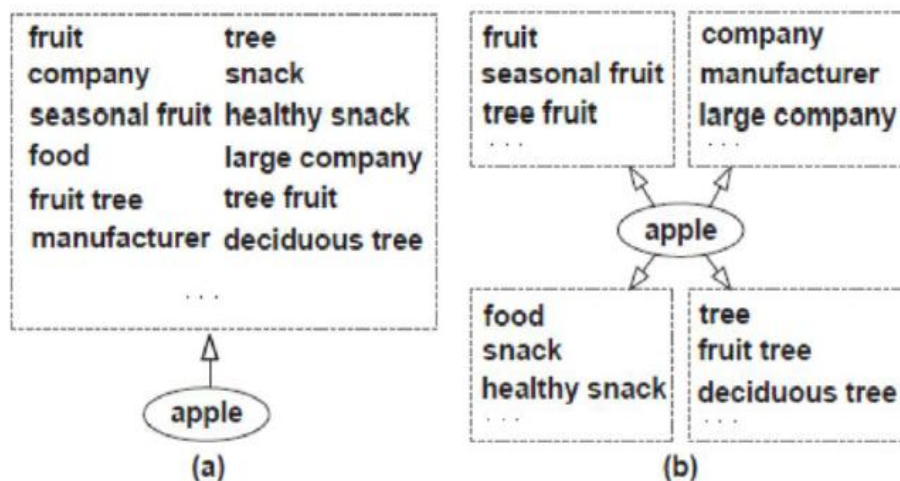 fruit tree
company snack
seasonal fruit healthy snack
food large company
fruit tree tree fruit
manufacturer deciduous tree
. . .
apple
(a)
fruit
seasonal fruit
tree fruit
. . .
company
manufacturer
large company
. . .
apple
food
snack
healthy snack
. . .
tree
fruit tree
deciduous tree
. . .
(b)